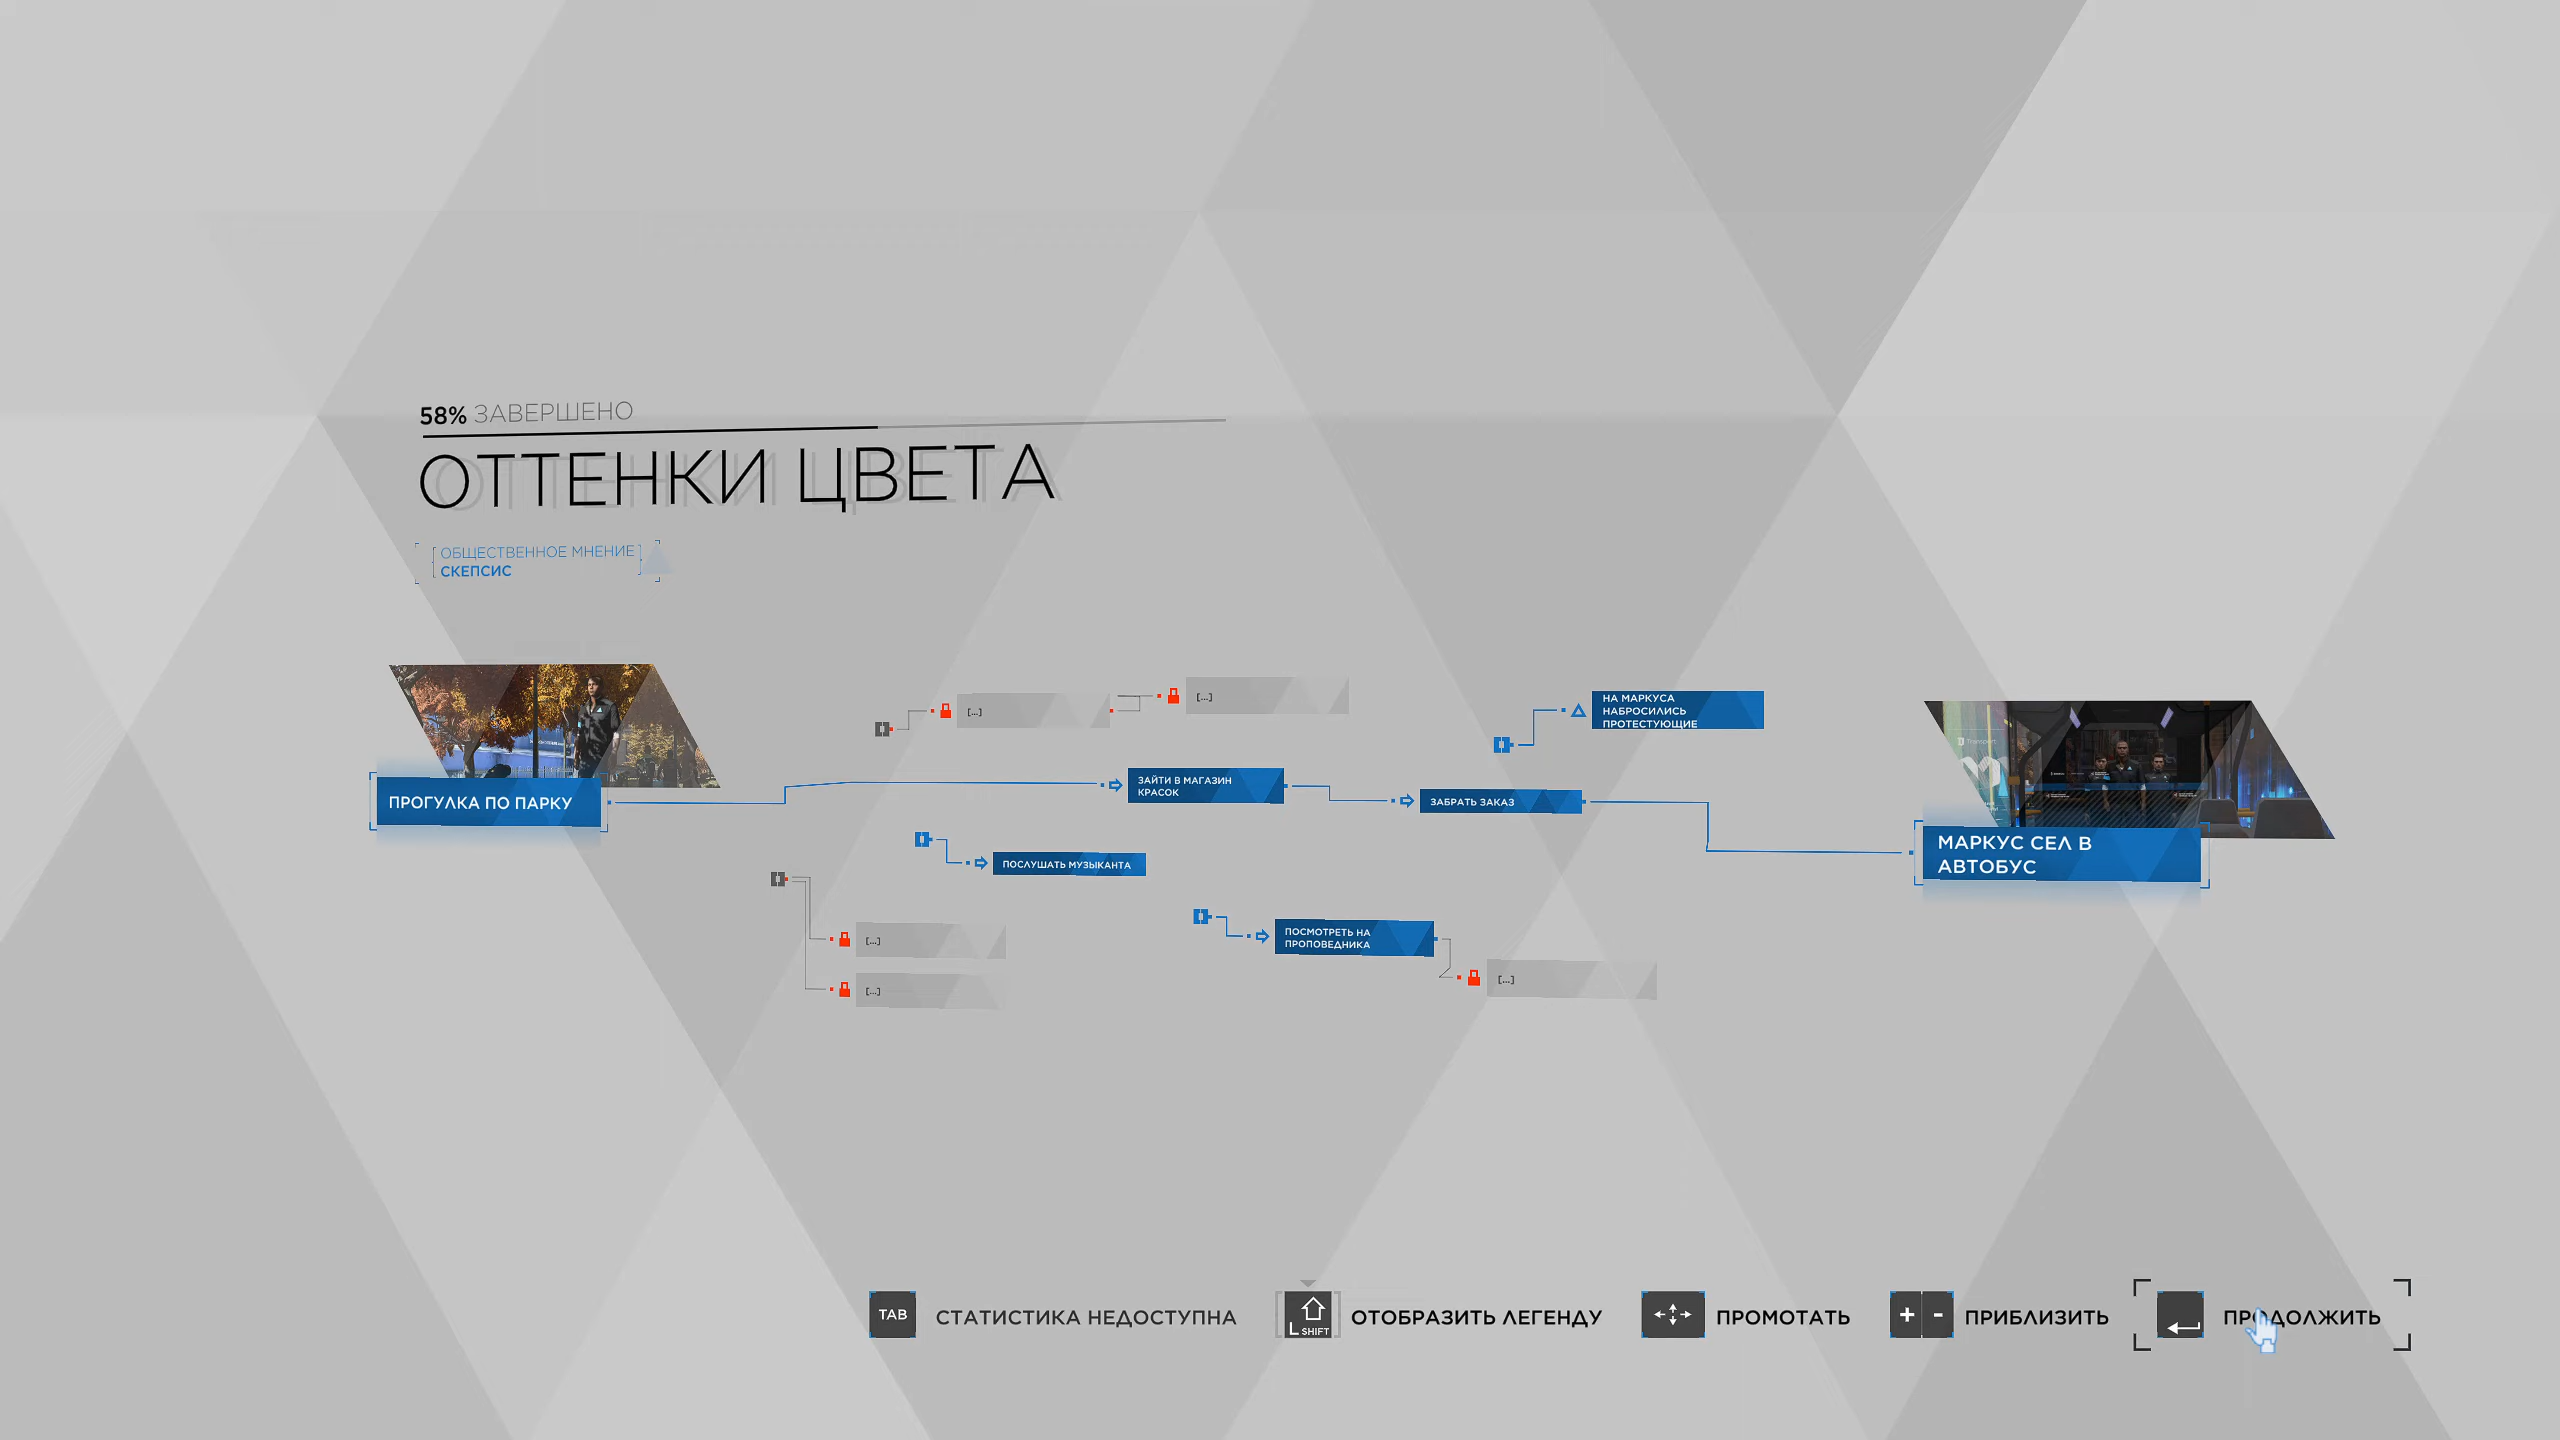 58% ЗАВЕРШЕНО
ОТТЕНКИ ЦВЕТА
ОБЩЕСТВЕННОЕ МНЕНИЕ
СКЕПСИС
[...]
[...]
НА МАРКУСА
НАБРОСИЛИСЬ
ПРОТЕСТУЮЩИЕ
ПРОГУЛКА ПО ПАРКУ
ЗАЙТИ В МАГАЗИН
КРАСОК
ЗАБРАТЬ ЗАКАЗ
МАРКУС СЕЛ В
АВТОБУС
ПОСЛУШАТЬ МУЗЫКАНТА
[...]
[...]
ПОСМОТРЕТЬ НА
ПРОПОВЕДНИКА
[...]
TAB СТАТИСТИКА НЕДОСТУПНА
L SHIFT ОТОБРАЗИТЬ ЛЕГЕНДУ
ПРОМОТАТЬ
+ - ПРИБЛИЗИТЬ
ПРОДОЛЖИТЬ